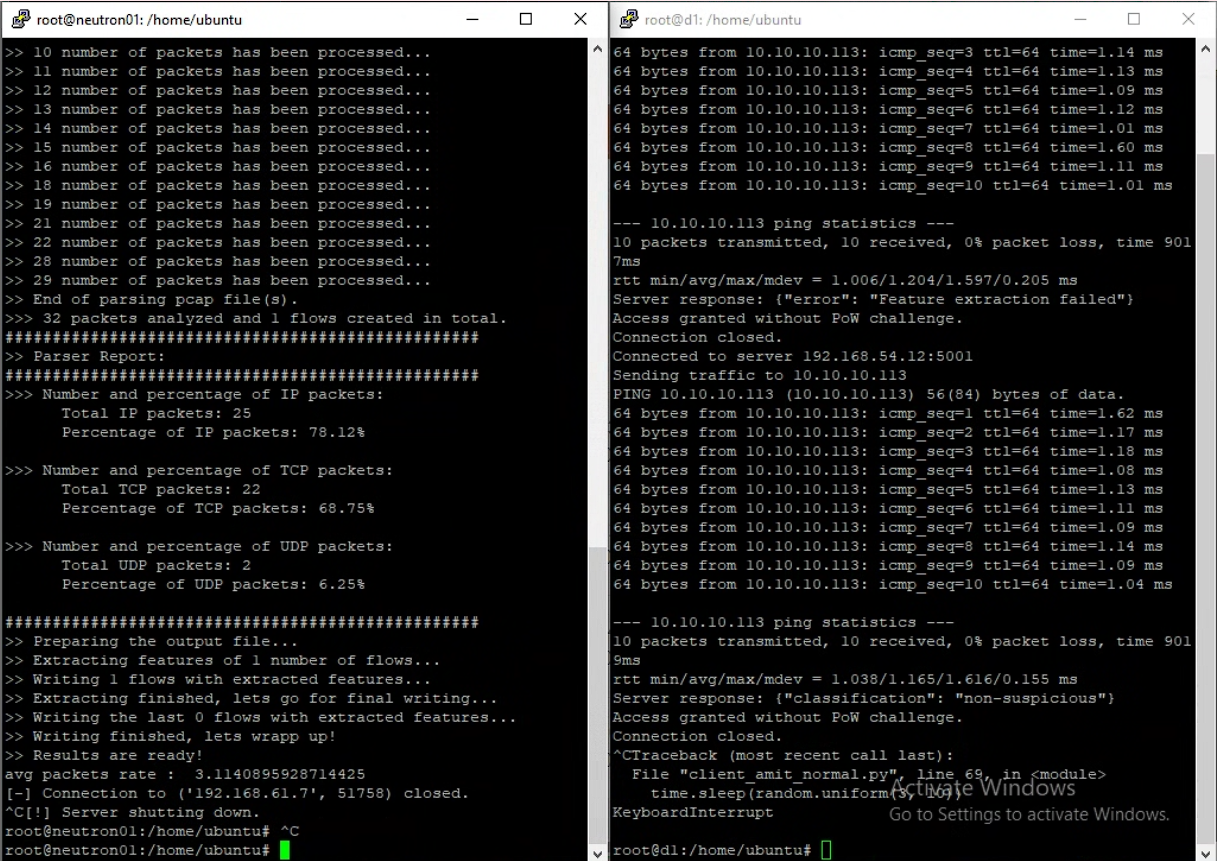 root@neutron01: /home/ubuntu
>> 10 number of packets has been processed...
>> 11 number of packets has been processed...
>> 12 number of packets has been processed...
>> 13 number of packets has been processed...
>> 14 number of packets has been processed...
>> 15 number of packets has been processed...
>> 16 number of packets has been processed...
>> 18 number of packets has been processed...
>> 19 number of packets has been processed...
>> 21 number of packets has been processed...
>> 22 number of packets has been processed...
>> 28 number of packets has been processed...
>> 29 number of packets has been processed...
>> End of parsing pcap file(s).
>>> 32 packets analyzed and 1 flows created in total.
##################################################
>> Parser Report:
##################################################
>>> Number and percentage of IP packets:
Total IP packets: 25
Percentage of IP packets: 78.12%
>>> Number and percentage of TCP packets:
Total TCP packets: 22
Percentage of TCP packets: 68.75%
>>> Number and percentage of UDP packets:
Total UDP packets: 2
Percentage of UDP packets: 6.25%
##################################################
>> Preparing the output file...
>> Extracting features of 1 number of flows...
>> Writing 1 flows with extracted features...
>> Extracting finished, lets go for final writing...
>> Writing the last 0 flows with extracted features...
>> Writing finished, lets wrapp up!
>> Results are ready!
avg packets rate :  3.1140895928714425
[-] Connection to ('192.168.61.7', 51758) closed.
^C[!] Server shutting down.
root@neutron01:/home/ubuntu# ^C
root@neutron01:/home/ubuntu#
root@d1: /home/ubuntu
64 bytes from 10.10.10.113: icmp_seq=3 ttl=64 time=1.14 ms
64 bytes from 10.10.10.113: icmp_seq=4 ttl=64 time=1.13 ms
64 bytes from 10.10.10.113: icmp_seq=5 ttl=64 time=1.09 ms
64 bytes from 10.10.10.113: icmp_seq=6 ttl=64 time=1.12 ms
64 bytes from 10.10.10.113: icmp_seq=7 ttl=64 time=1.01 ms
64 bytes from 10.10.10.113: icmp_seq=8 ttl=64 time=1.60 ms
64 bytes from 10.10.10.113: icmp_seq=9 ttl=64 time=1.11 ms
64 bytes from 10.10.10.113: icmp_seq=10 ttl=64 time=1.01 ms
--- 10.10.10.113 ping statistics ---
10 packets transmitted, 10 received, 0% packet loss, time 901
7ms
rtt min/avg/max/mdev = 1.006/1.204/1.597/0.205 ms
Server response: {"error": "Feature extraction failed"}
Access granted without PoW challenge.
Connection closed.
Connected to server 192.168.54.12:5001
Sending traffic to 10.10.10.113
PING 10.10.10.113 (10.10.10.113) 56(84) bytes of data.
64 bytes from 10.10.10.113: icmp_seq=1 ttl=64 time=1.62 ms
64 bytes from 10.10.10.113: icmp_seq=2 ttl=64 time=1.17 ms
64 bytes from 10.10.10.113: icmp_seq=3 ttl=64 time=1.18 ms
64 bytes from 10.10.10.113: icmp_seq=4 ttl=64 time=1.08 ms
64 bytes from 10.10.10.113: icmp_seq=5 ttl=64 time=1.13 ms
64 bytes from 10.10.10.113: icmp_seq=6 ttl=64 time=1.11 ms
64 bytes from 10.10.10.113: icmp_seq=7 ttl=64 time=1.09 ms
64 bytes from 10.10.10.113: icmp_seq=8 ttl=64 time=1.14 ms
64 bytes from 10.10.10.113: icmp_seq=9 ttl=64 time=1.09 ms
64 bytes from 10.10.10.113: icmp_seq=10 ttl=64 time=1.04 ms
--- 10.10.10.113 ping statistics ---
10 packets transmitted, 10 received, 0% packet loss, time 901
9ms
rtt min/avg/max/mdev = 1.038/1.165/1.616/0.155 ms
Server response: {"classification": "non-suspicious"}
Access granted without PoW challenge.
Connection closed.
^CTraceback (most recent call last):
File "client_amit_normal.py", line 69, in <module>
time.sleep(random.uniform(3, 10))
KeyboardInterrupt
root@d1:/home/ubuntu#
Activate Windows
Go to Settings to activate Windows.